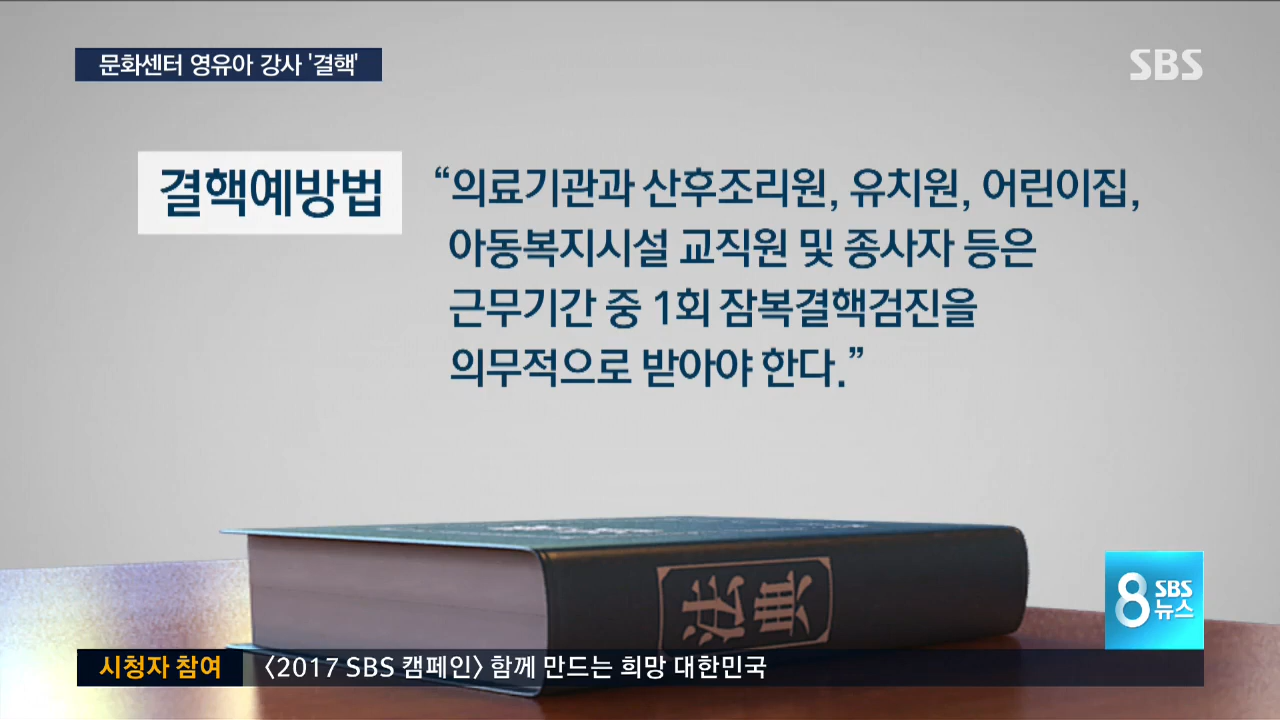 문화센터 영유아 강사 '결핵'
SBS
결핵예방법
“의료기관과 산후조리원, 유치원, 어린이집,
아동복지시설 교직원 및 종사자 등은
근무기간 중 1회 잠복결핵검진을
의무적으로 받아야 한다.”
法典
8 SBS
뉴스
시청자 참여 〈2017 SBS 캠페인〉 함께 만드는 희망 대한민국